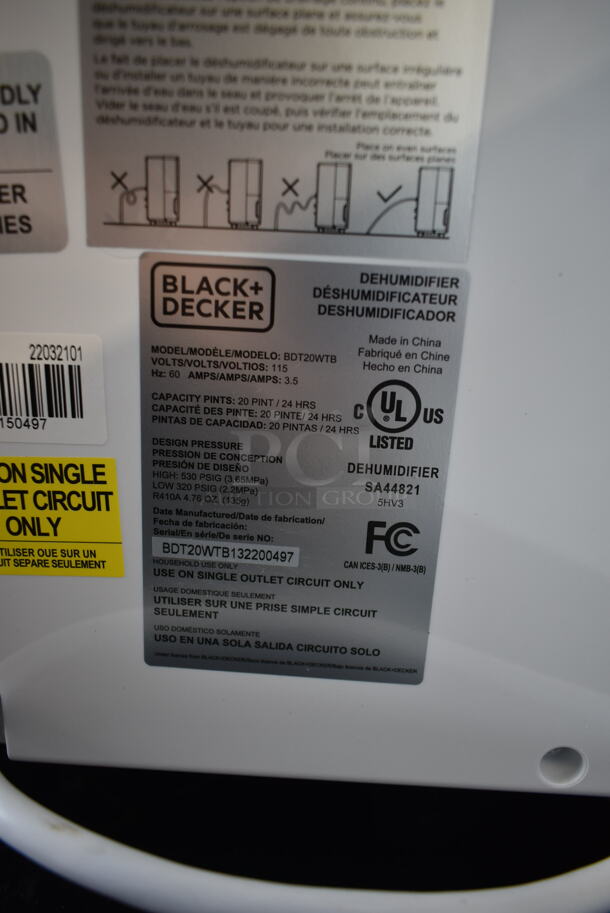 déshumidificateur sur une surface plane et assurez-vous
que le tuyau d'arrosage est dégagé de toute obstruction et
dirigé vers le bas.
Le fait de placer le déshumidificateur sur une surface irrégulière
ou d'installer un tuyau de manière incorrecte peut entraîner
l'arrivée d'eau dans le seau et provoquer l'arrêt de l'appareil.
Vider le seau d'eau s'il est coupé, puis vérifier l'emplacement du
déshumidificateur et le tuyau pour une installation correcte.
Place on even surfaces
Placer sur des surfaces planes
DLY
D IN
ER
IES
BLACK+
DECKER
DEHUMIDIFIER
DÉSHUMIDIFICATEUR
DESHUMIDIFICADOR
Made in China
Fabriqué en Chine
Hecho en China
MODEL/MODÈLE/MODELO: BDT20WTB
VOLTS/VOLTS/VOLTIOS: 115
Hz: 60 AMPS/AMPS/AMPS: 3.5
CAPACITY PINTS: 20 PINT / 24 HRS
CAPACITÉ DES PINTE: 20 PINTE/ 24 HRS
PINTAS DE CAPACIDAD: 20 PINTAS / 24 HRS
C UL US
LISTED
DEHUMIDIFIER
SA44821
5HV3
DESIGN PRESSURE
PRESSION DE CONCEPTION
PRESIÓN DE DISEÑO
HIGH: 530 PSIG (3.65MPa)
LOW 320 PSIG (2.2MPa)
R410A 4.76 OZ. (135g)
Date Manufactured/Date de fabrication/
Fecha de fabricación:
Serial/En série/De serie NO:
BDT20WTB132200497
FC
CAN ICES-3(B) / NMB-3(B)
HOUSEHOLD USE ONLY
USE ON SINGLE OUTLET CIRCUIT ONLY
USAGE DOMESTIQUE SEULEMENT
UTILISER SUR UNE PRISE SIMPLE CIRCUIT
SEULEMENT
USO DOMÉSTICO SOLAMENTE
USO EN UNA SOLA SALIDA CIRCUITO SOLO
22032101
150497
ON SINGLE
LET CIRCUIT
ONLY
TILISER QUE SUR UN
UIT SEPARE SEULEMENT
PCI
AUCTION GROUP